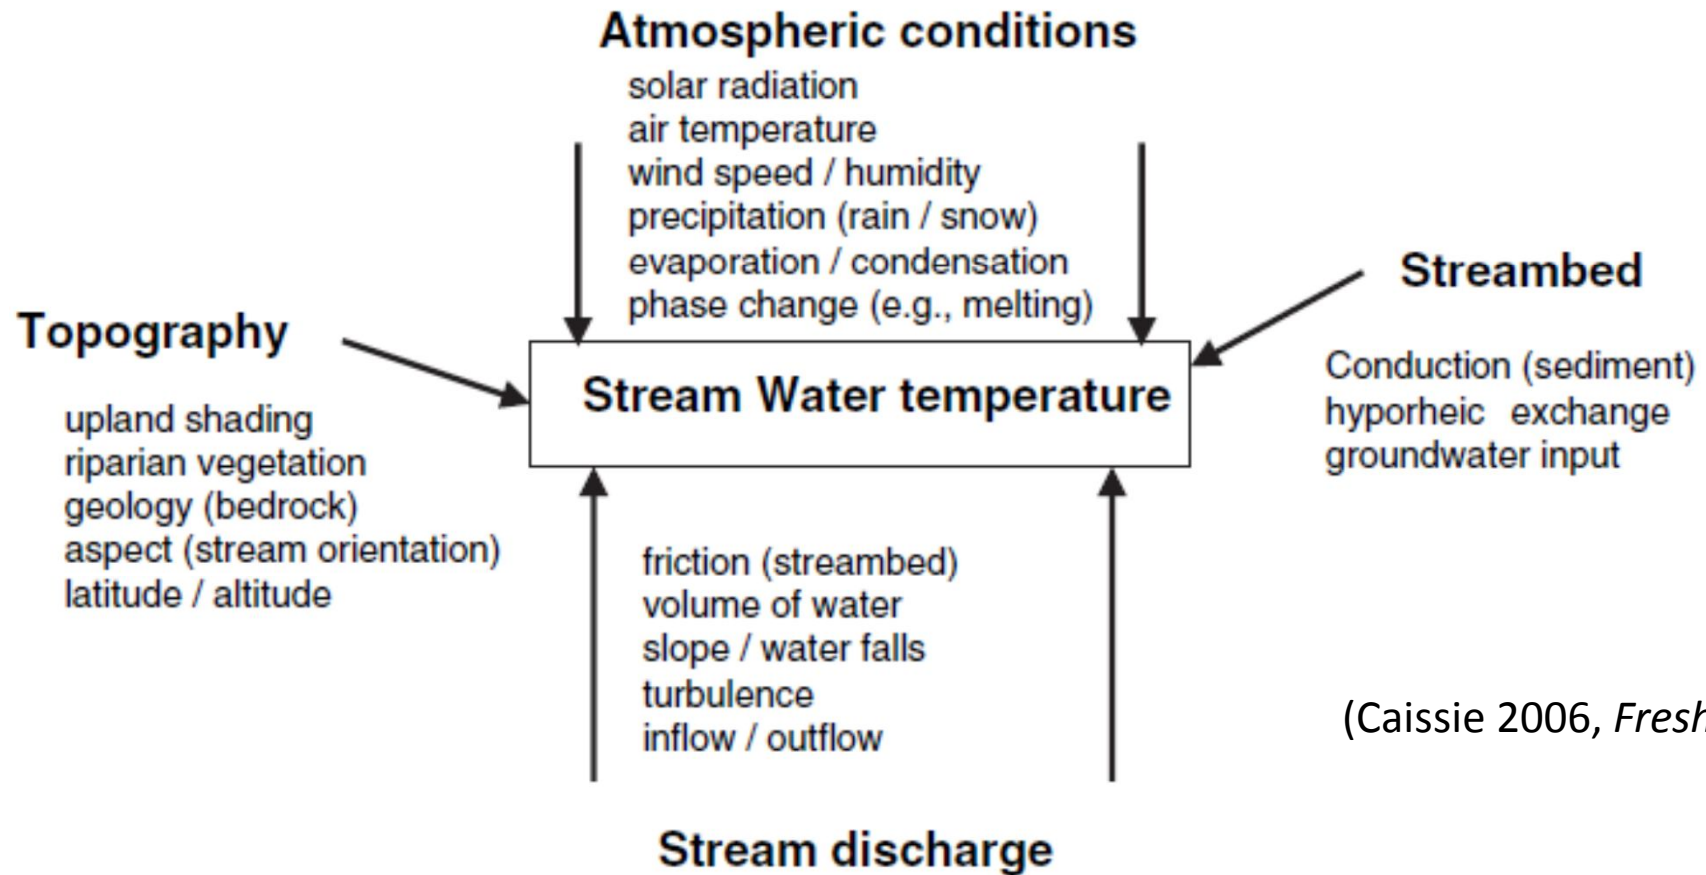 Atmospheric conditions
solar radiation
air temperature
wind speed / humidity
precipitation (rain / snow)
evaporation / condensation
phase change (e.g., melting)
Topography
upland shading
riparian vegetation
geology (bedrock)
aspect (stream orientation)
latitude / altitude
Stream Water temperature
Streambed
Conduction (sediment)
hyporheic exchange
groundwater input
friction (streambed)
volume of water
slope / water falls
turbulence
inflow / outflow
Stream discharge
(Caissie 2006,